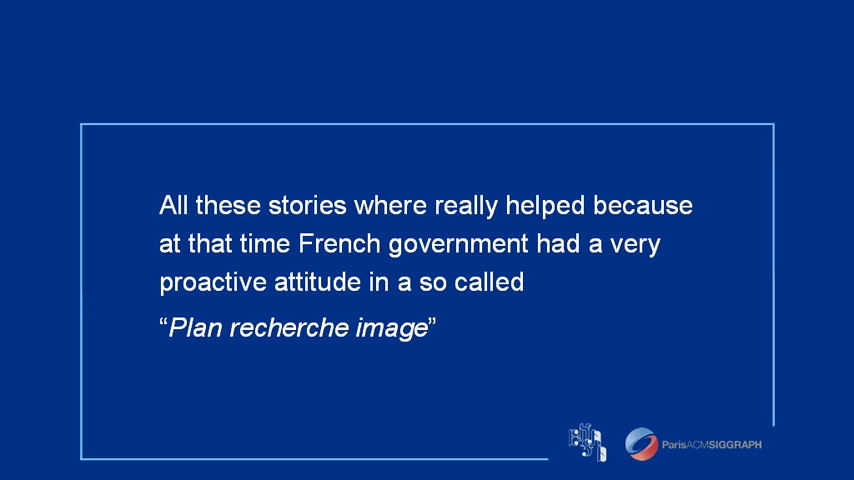 All these stories where really helped because
at that time French government had a very
proactive attitude in a so called
“Plan recherche image”
ParisACMSIGGRAPH